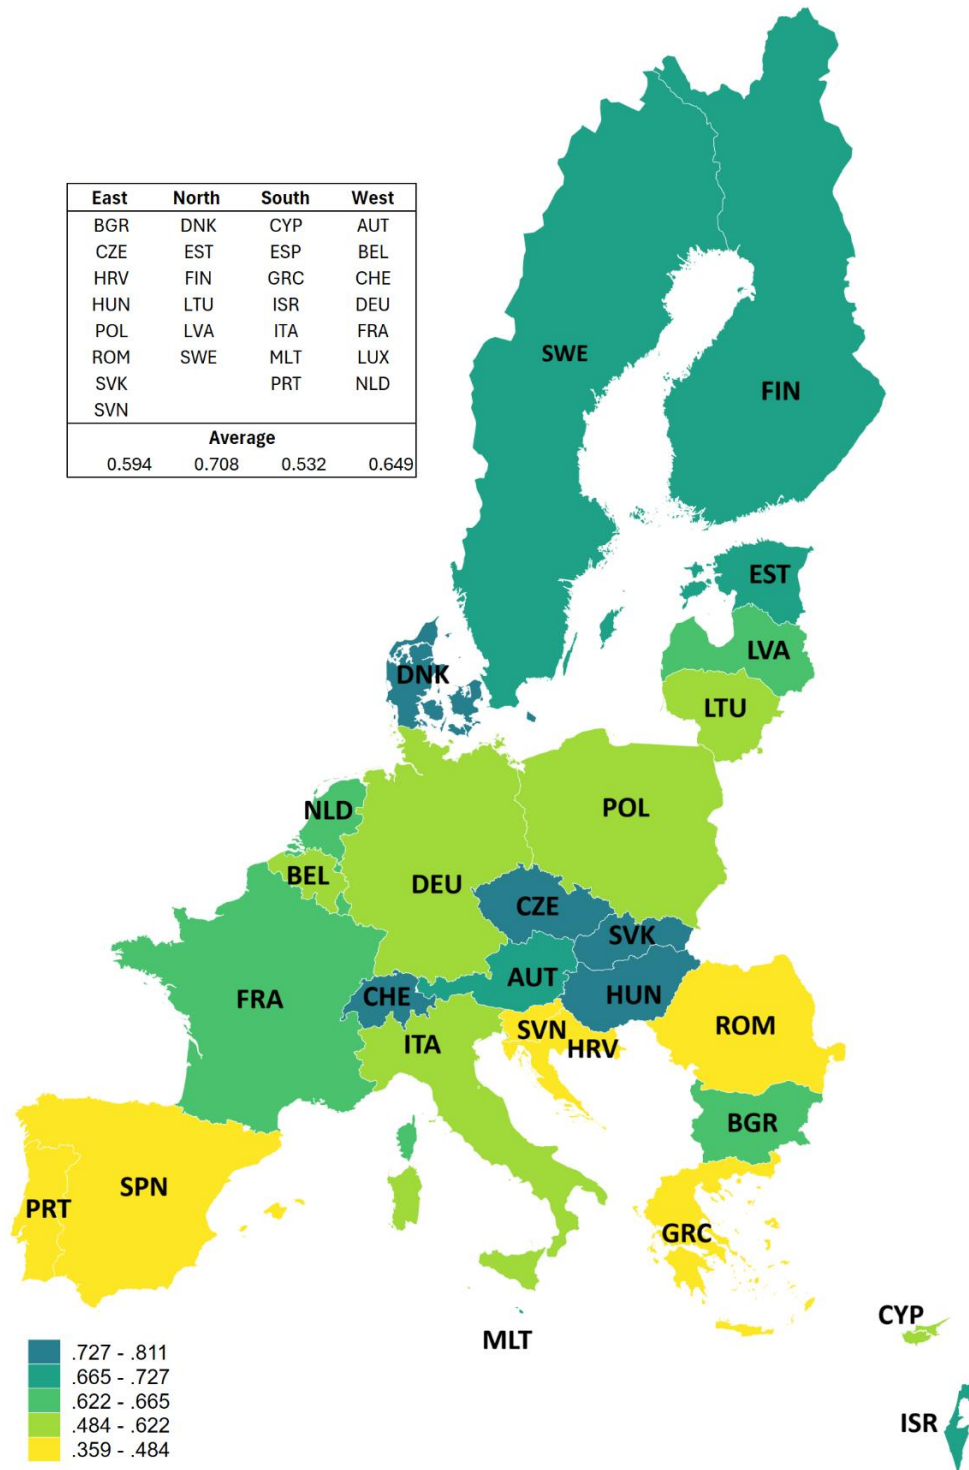 East North South West
BGR DNK CYP AUT
CZE EST ESP BEL
HRV FIN GRC CHE
HUN LTU ISR DEU
POL LVA ITA FRA
ROM SWE MLT LUX
SVK PRT NLD
SVN
Average
0.594 0.708 0.532 0.649
SWE
FIN
EST
LVA
DNK
LTU
NLD
POL
BEL
DEU
CZE
SVK
AUT
FRA
CHE
HUN
ROM
SVN
ITA
HRV
BGR
SPN
PRT
GRC
CYP
MLT
ISR
.727 - .811
.665 - .727
.622 - .665
.484 - .622
.359 - .484